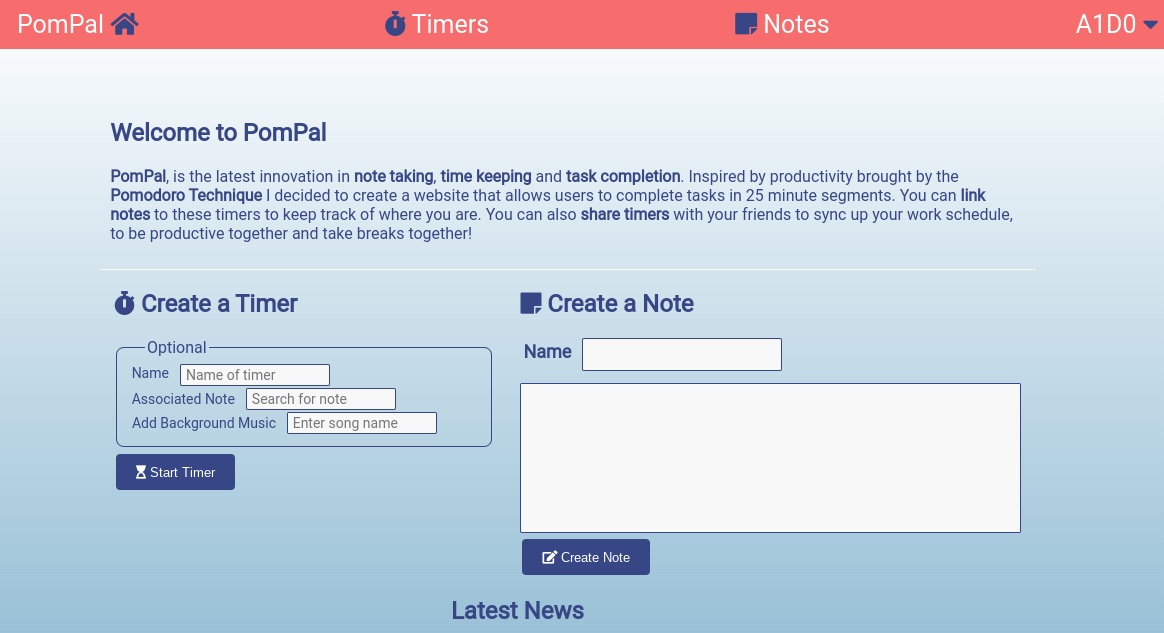 PomPal
Timers
Notes
A1D0
Welcome to PomPal
PomPal, is the latest innovation in note taking, time keeping and task completion. Inspired by productivity brought by the
Pomodoro Technique I decided to create a website that allows users to complete tasks in 25 minute segments. You can link
notes to these timers to keep track of where you are. You can also share timers with your friends to sync up your work schedule,
to be productive together and take breaks together!
Create a Timer
Optional
Name Name of timer
Associated Note Search for note
Add Background Music Enter song name
Start Timer
Create a Note
Name
Create Note
Latest News